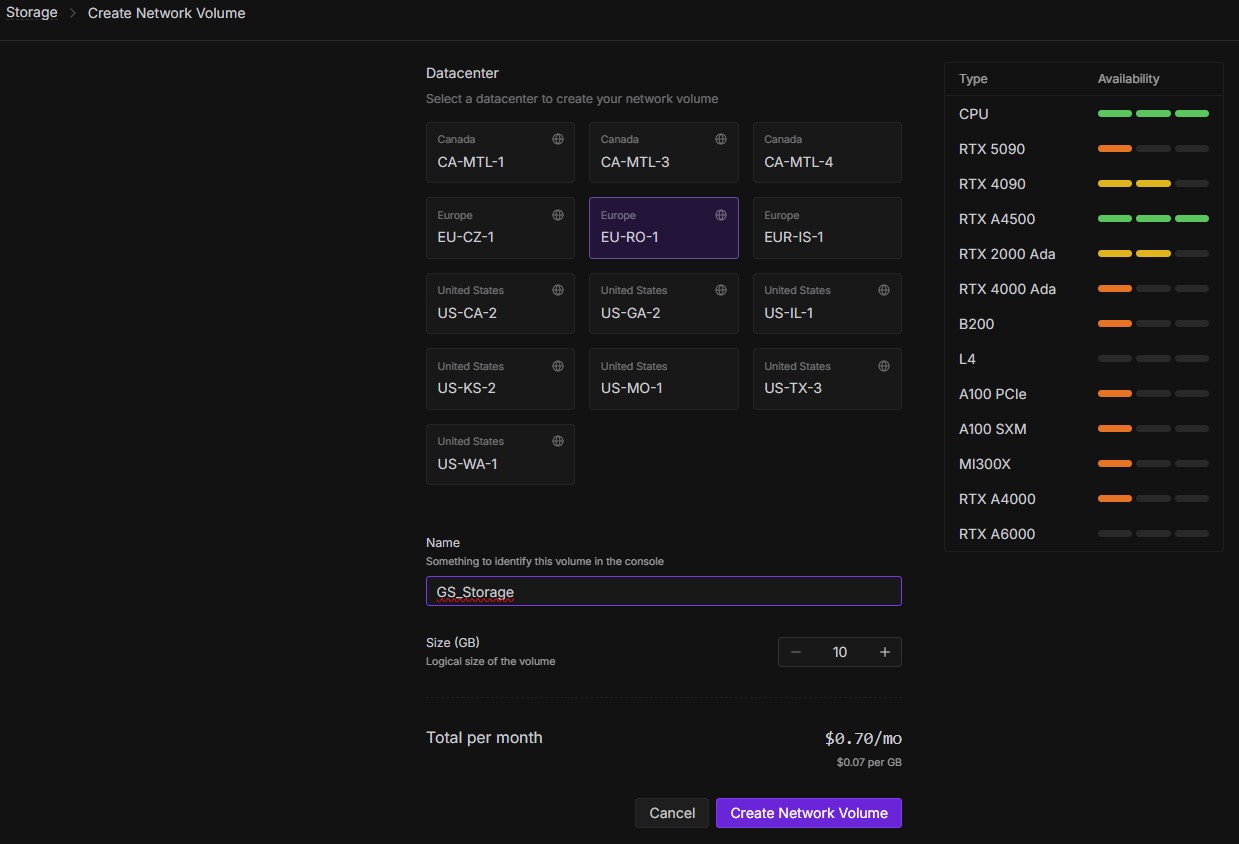 Storage > Create Network Volume
Datacenter
Select a datacenter to create your network volume
Canada
CA-MTL-1
Canada
CA-MTL-3
Canada
CA-MTL-4
Europe
EU-CZ-1
Europe
EU-RO-1
Europe
EUR-IS-1
United States
US-CA-2
United States
US-GA-2
United States
US-IL-1
United States
US-KS-2
United States
US-MO-1
United States
US-TX-3
United States
US-WA-1
Name
Something to identify this volume in the console
GS_Storage
Size (GB)
Logical size of the volume
− 10 +
Total per month
$0.70/mo
$0.07 per GB
Cancel
Create Network Volume
Type Availability
CPU
RTX 5090
RTX 4090
RTX A4500
RTX 2000 Ada
RTX 4000 Ada
B200
L4
A100 PCIe
A100 SXM
MI300X
RTX A4000
RTX A6000